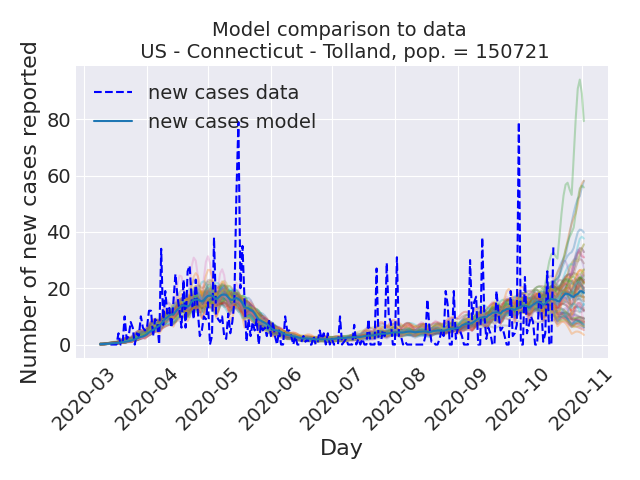 Model comparison to data
US - Connecticut - Tolland, pop. = 150721
Number of new cases reported
80
60
40
20
0
new cases data
new cases model
2020-03
2020-04
2020-05
2020-06
2020-07
2020-08
2020-09
2020-10
2020-11
Day